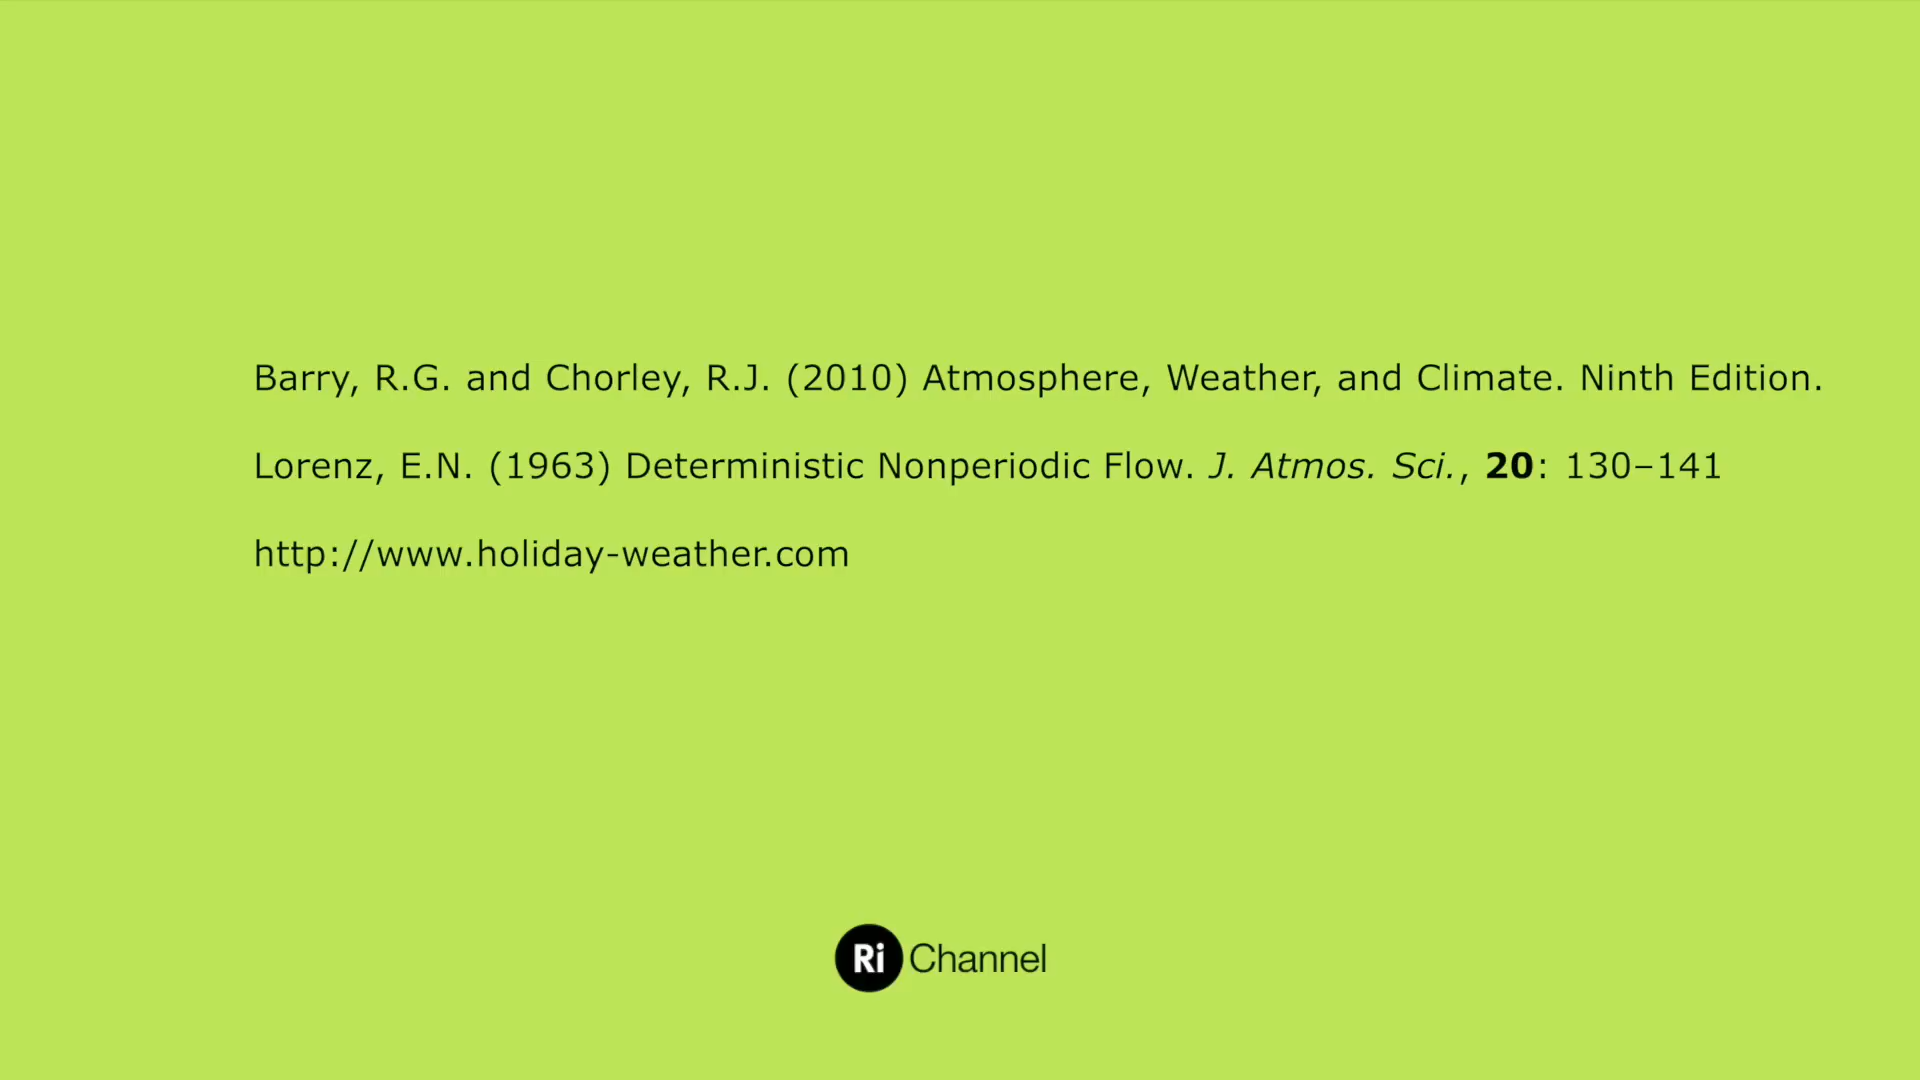 Barry, R.G. and Chorley, R.J. (2010) Atmosphere, Weather, and Climate. Ninth Edition.
Lorenz, E.N. (1963) Deterministic Nonperiodic Flow. J. Atmos. Sci., 20: 130–141
http://www.holiday-weather.com
Ri Channel